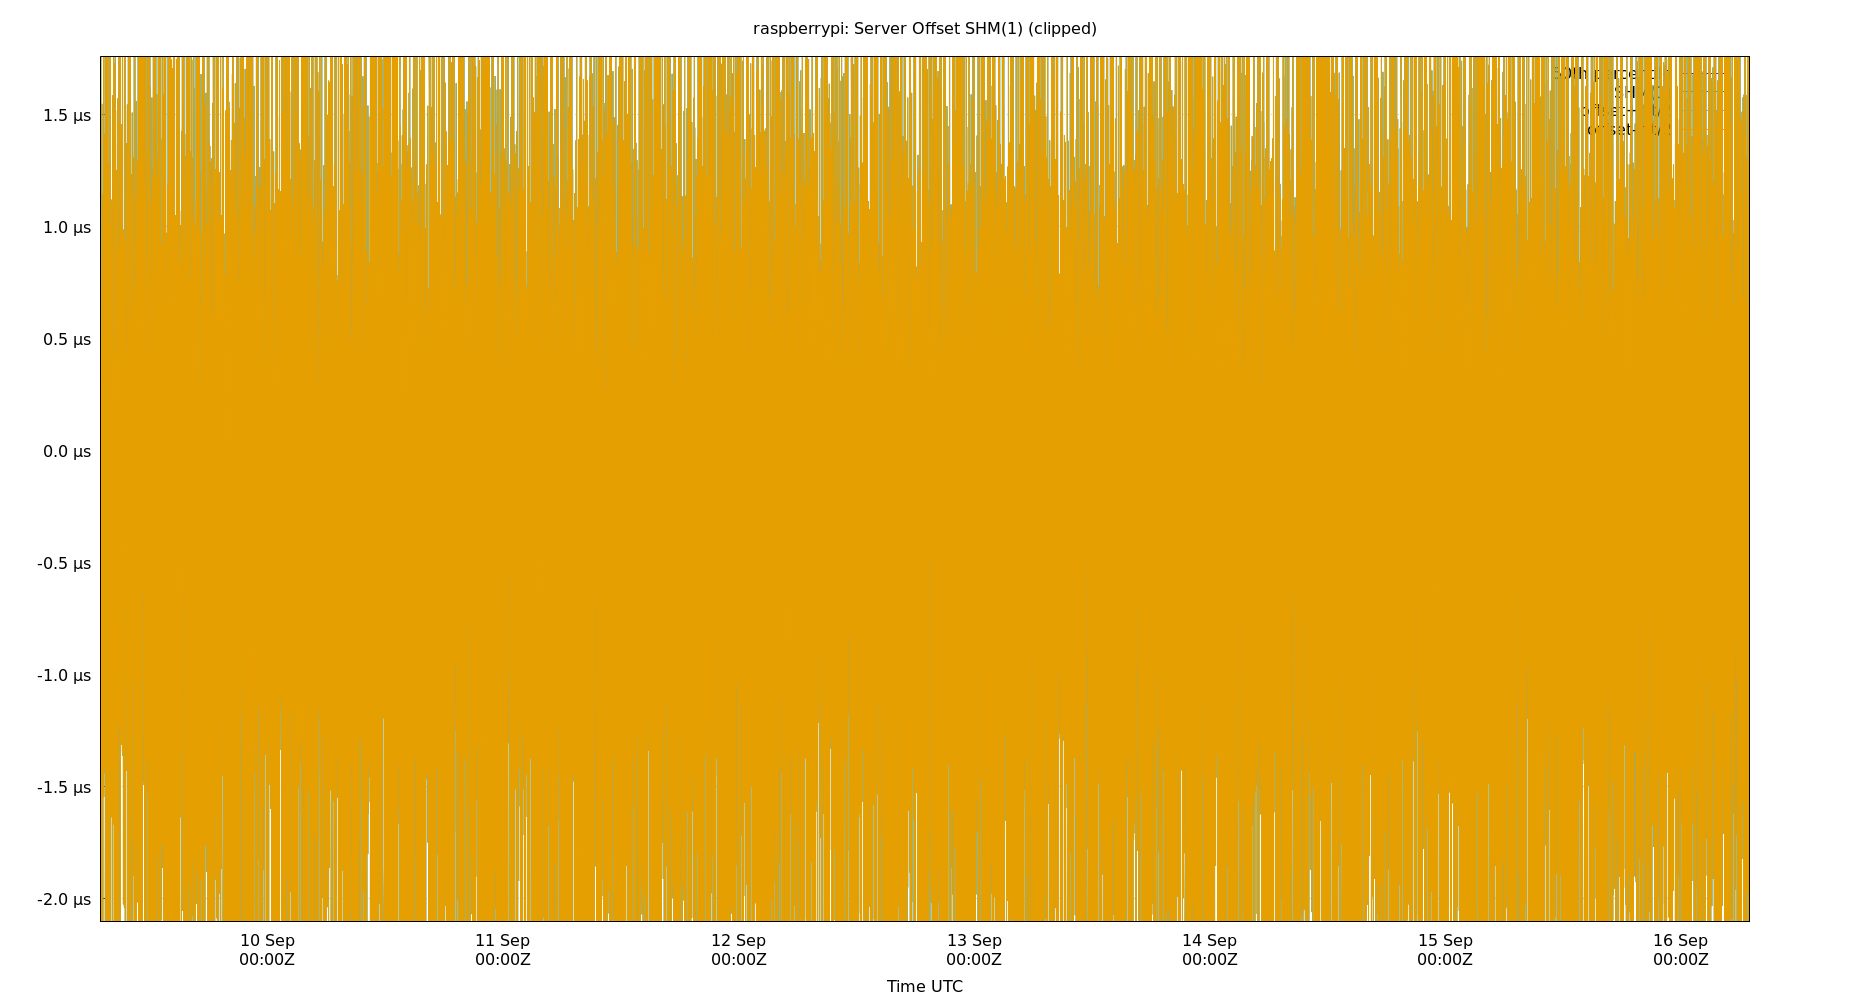 raspberrypi: Server Offset SHM(1) (clipped)
1.5 µs
1.0 µs
0.5 µs
0.0 µs
-0.5 µs
-1.0 µs
-1.5 µs
-2.0 µs
10 Sep
00:00Z
11 Sep
00:00Z
12 Sep
00:00Z
13 Sep
00:00Z
14 Sep
00:00Z
15 Sep
00:00Z
16 Sep
00:00Z
Time UTC